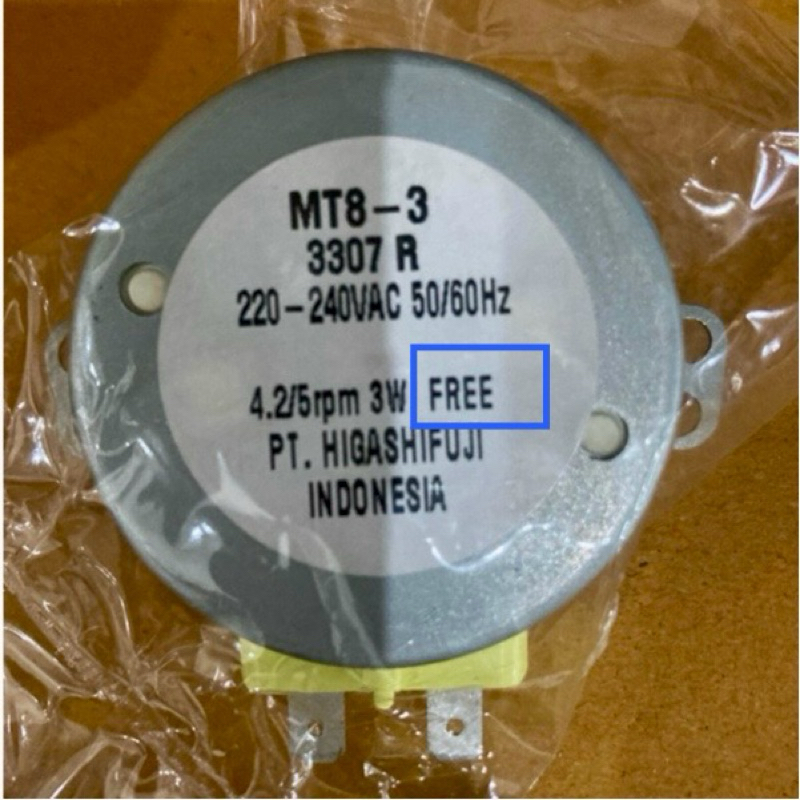 MT8-3
3307 R
220-240VAC 50/60Hz
4.2/5rpm 3W FREE
PT. HIGASHIFUJI
INDONESIA